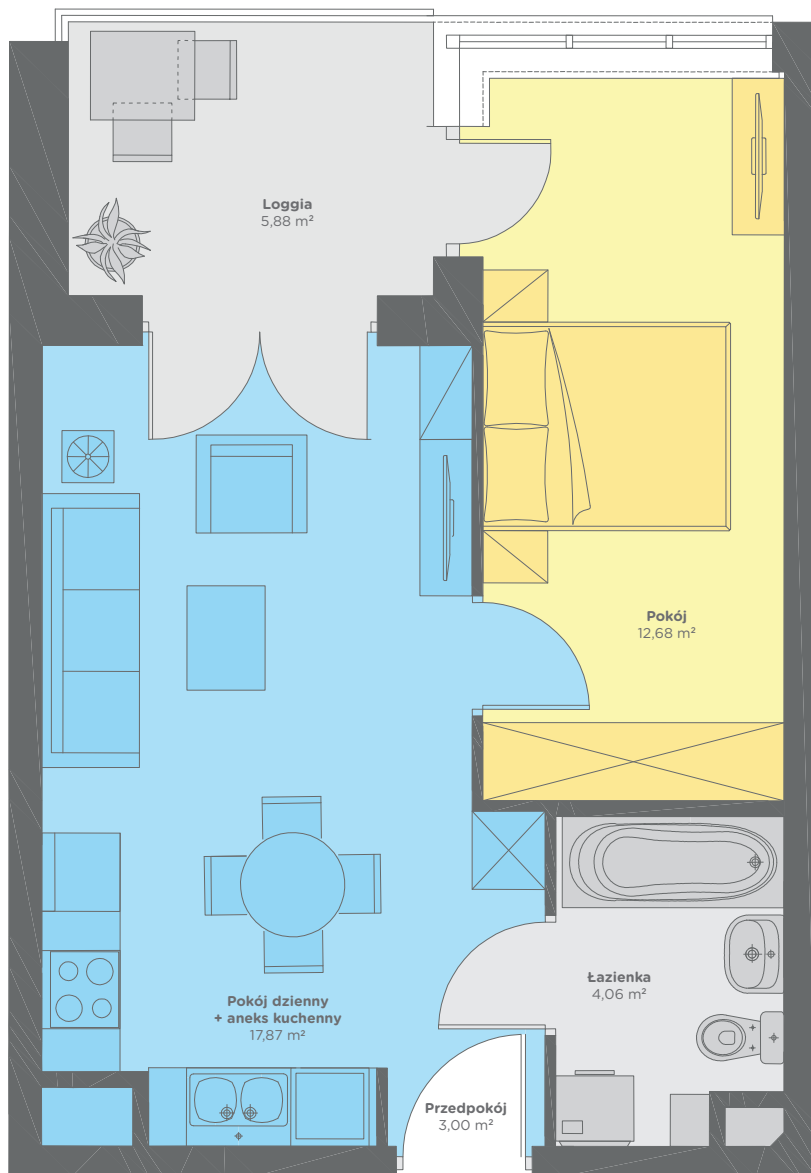 Loggia
5,88 m²
Pokój
12,68 m²
Łazienka
4,06 m²
Pokój dzienny
+ aneks kuchenny
17,87 m²
Przedpokój
3,00 m²